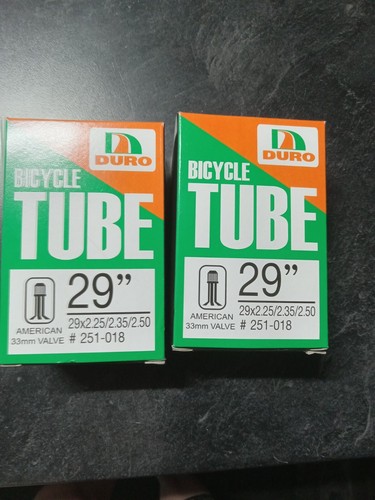 DURO
BICYCLE
TUBE
29”
29x2.25/2.35/2.50
AMERICAN
33mm VALVE
# 251-018
DURO
BICYCLE
TUBE
29”
29x2.25/2.35/2.50
AMERICAN
33mm VALVE
# 251-018